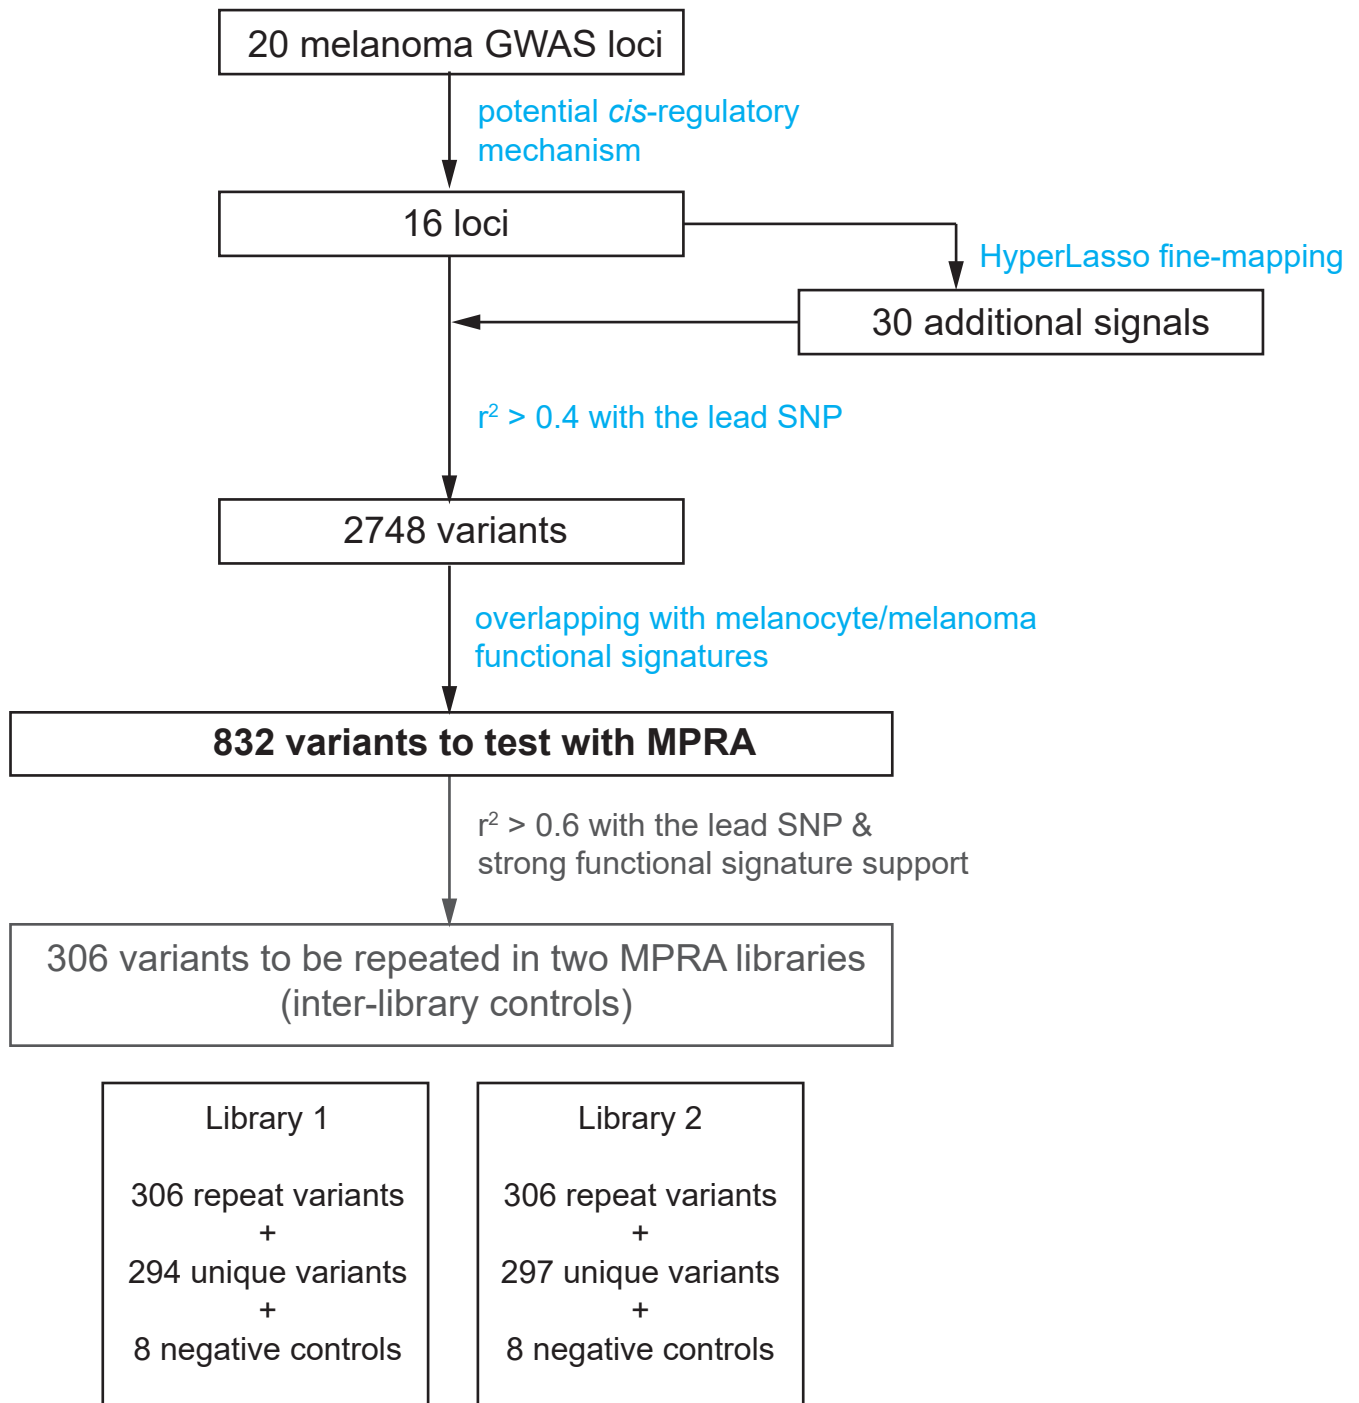 20 melanoma GWAS loci
potential cis-regulatory
mechanism
16 loci
HyperLasso fine-mapping
30 additional signals
r² > 0.4 with the lead SNP
2748 variants
overlapping with melanocyte/melanoma
functional signatures
832 variants to test with MPRA
r² > 0.6 with the lead SNP &
strong functional signature support
306 variants to be repeated in two MPRA libraries
(inter-library controls)
Library 1
306 repeat variants
+
294 unique variants
+
8 negative controls
Library 2
306 repeat variants
+
297 unique variants
+
8 negative controls